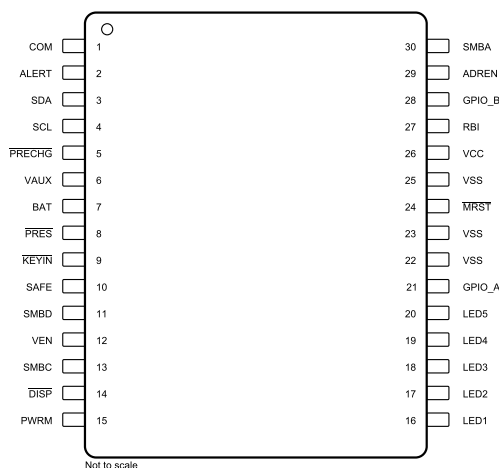 COM 1 30 SMBA
ALERT 2 29 ADREN
SDA 3 28 GPIO_B
SCL 4 27 RBI
PRECHG 5 26 VCC
VAUX 6 25 VSS
BAT 7 24 MRST
PRES 8 23 VSS
KEYIN 9 22 VSS
SAFE 10 21 GPIO_A
SMBD 11 20 LED5
VEN 12 19 LED4
SMBC 13 18 LED3
DISP 14 17 LED2
PWRM 15 16 LED1
Not to scale